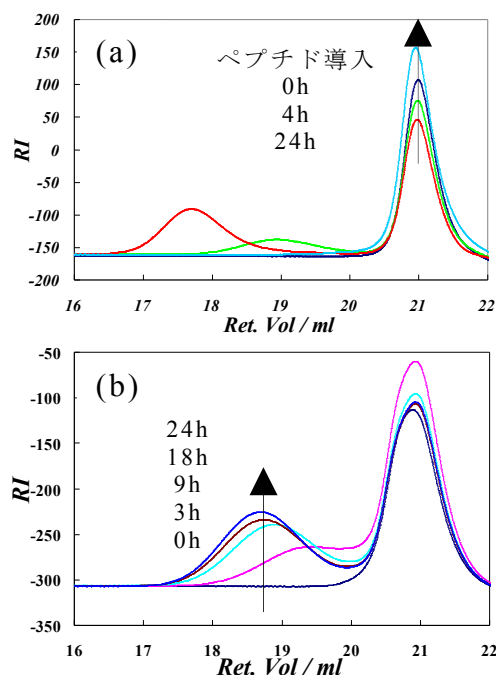 (a)
ペプチド導入
0h
4h
24h
RI
200
150
100
50
0
-50
-100
-150
-200
16 17 18 19 20 21 22
Ret. Vol / ml
(b)
24h
18h
9h
3h
0h
RI
-50
-100
-150
-200
-250
-300
-350
16 17 18 19 20 21 22
Ret. Vol / ml